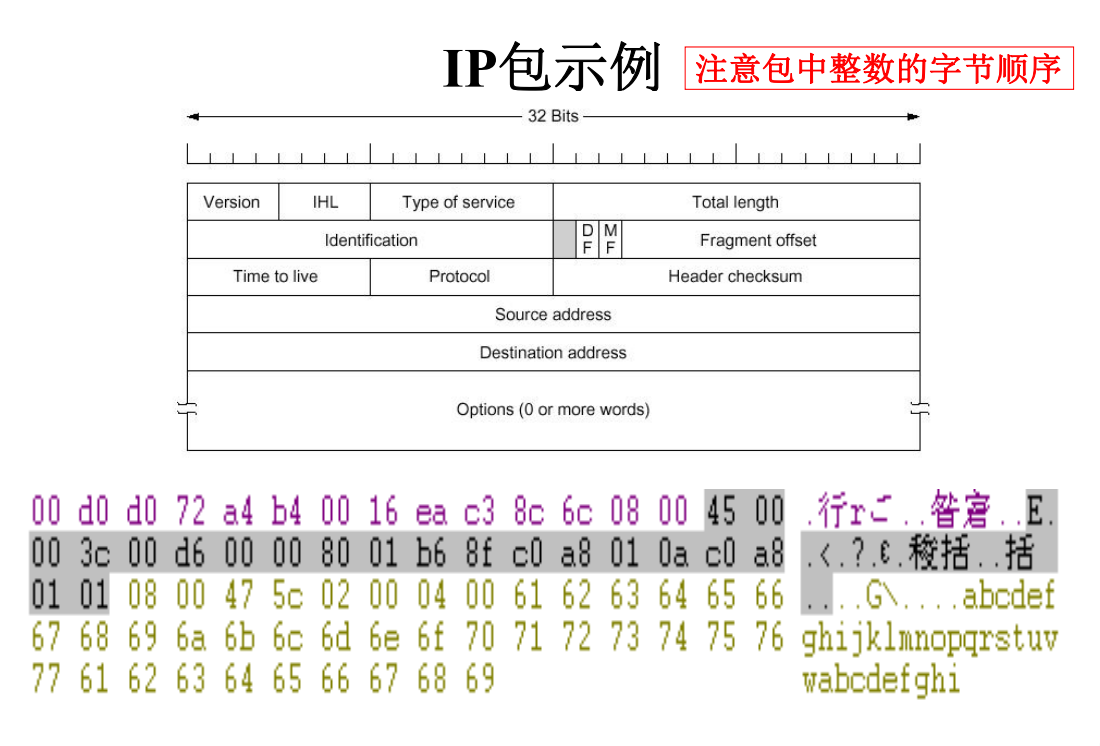 IP包示例 注意包中整数的字节顺序
32 Bits
Version IHL Type of service Total length
Identification DF MF Fragment offset
Time to live Protocol Header checksum
Source address
Destination address
Options (0 or more words)
00 d0 d0 72 a4 b4 00 16 ea c3 8c 6c 08 00 45 00 .行rご..昝宭..E.
00 3c 00 d6 00 00 80 01 b6 8f c0 a8 01 0a c0 a8 .<.?.€.稄括..括
01 01 08 00 47 5c 02 00 04 00 61 62 63 64 65 66 ....G\....abcdef
67 68 69 6a 6b 6c 6d 6e 6f 70 71 72 73 74 75 76 ghijklmnopqrstuv
77 61 62 63 64 65 66 67 68 69 wabcdefghi